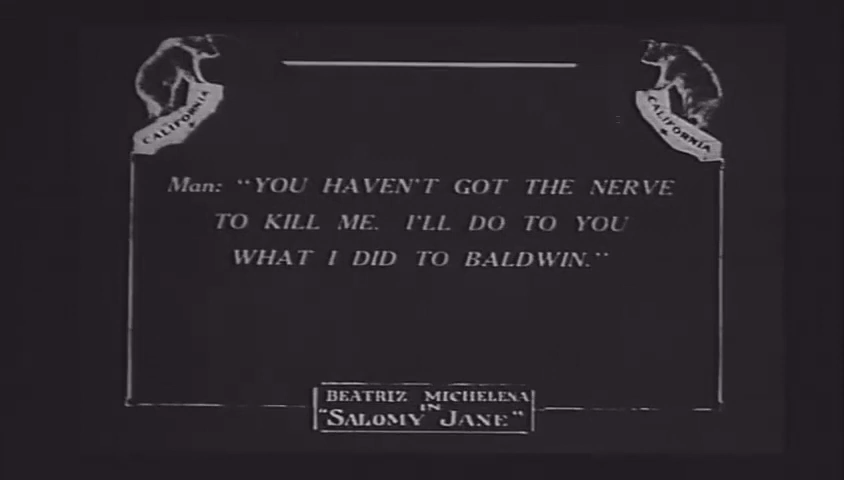 CALIFORNIA
CALIFORNIA
Man: "YOU HAVEN'T GOT THE NERVE
TO KILL ME. I'LL DO TO YOU
WHAT I DID TO BALDWIN."
BEATRIZ MICHELENA
IN
"SALOMY JANE"